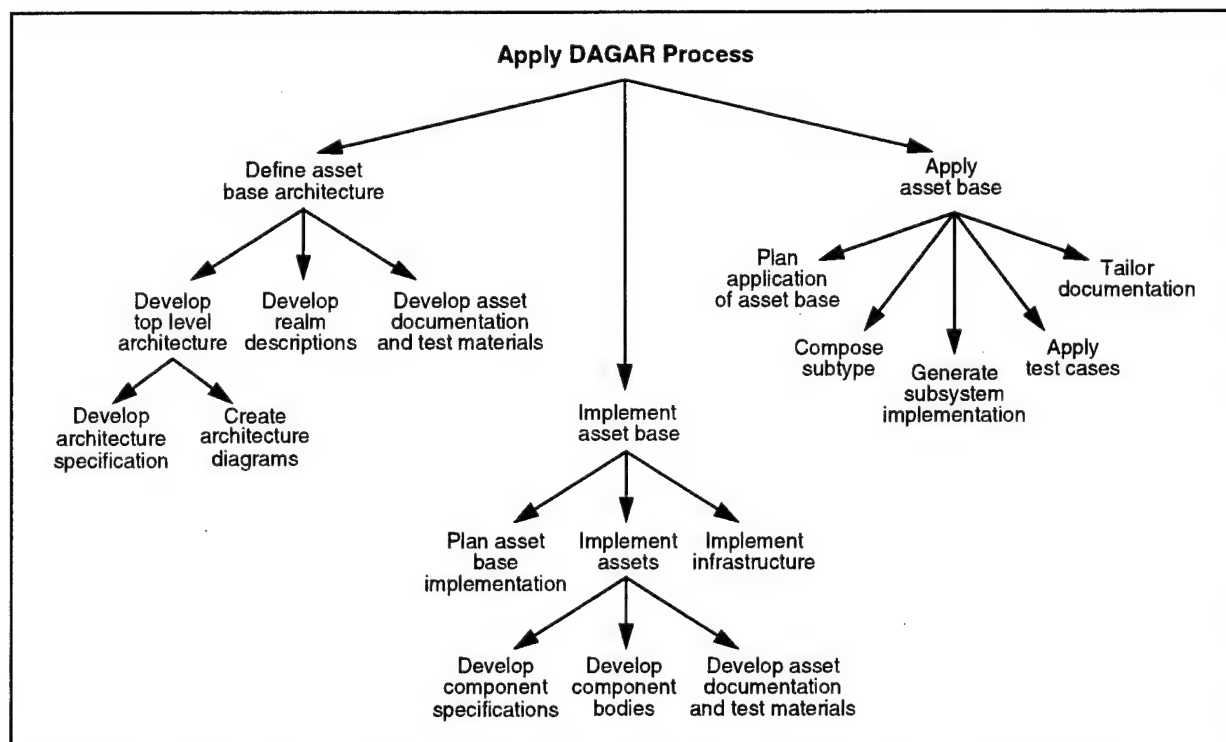 Apply DAGAR Process
Define asset
base architecture
Apply
asset base
Develop
top level
architecture
Develop
realm
descriptions
Develop asset
documentation
and test materials
Plan
application
of asset base
Compose
subtype
Generate
subsystem
implementation
Apply
test cases
Tailor
documentation
Develop
architecture
specification
Create
architecture
diagrams
Implement
asset base
Plan asset
base
implementation
Implement
assets
Implement
infrastructure
Develop
component
specifications
Develop
component
bodies
Develop asset
documentation
and test materials